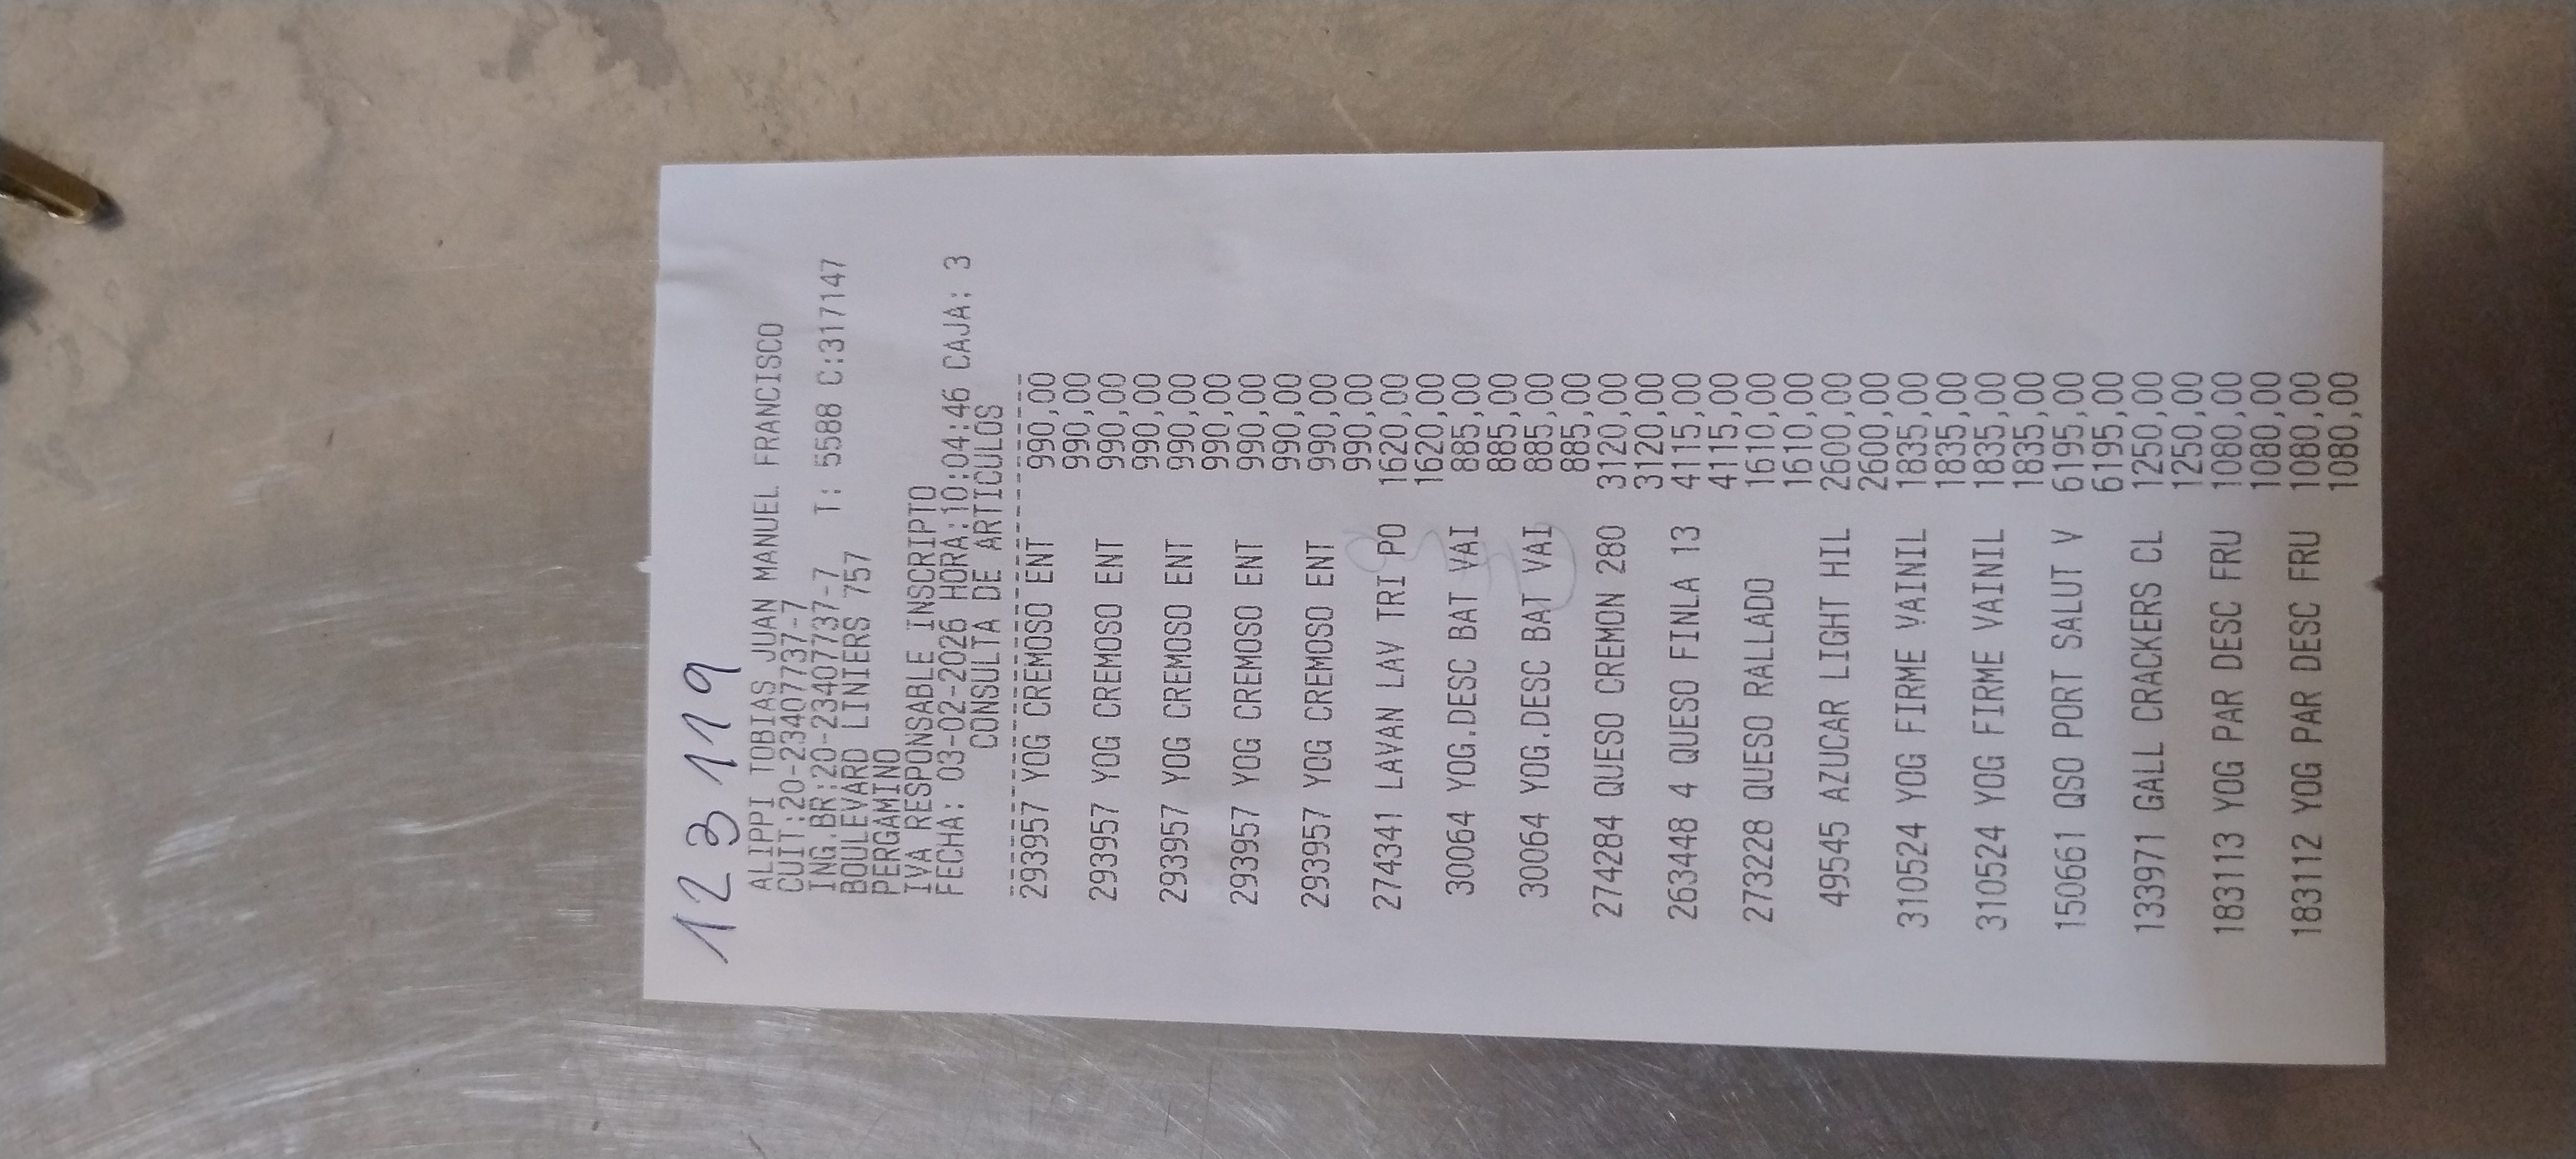 123119
ALIPPI TOBIAS JUAN MANUEL FRANCISCO
CUIT:20-23407737-7
ING.BR:20-23407737-7 T: 5588 C:317147
BOULEVARD LINIERS 757
PERGAMINO
IVA RESPONSABLE INSCRIPTO
FECHA: 03-02-2026 HORA:10:04:46 CAJA: 3
CONSULTA DE ARTICULOS
293957 YOG CREMOSO ENT 990,00
990,00
293957 YOG CREMOSO ENT 990,00
990,00
293957 YOG CREMOSO ENT 990,00
990,00
293957 YOG CREMOSO ENT 990,00
990,00
293957 YOG CREMOSO ENT 990,00
990,00
274341 LAVAN LAV TRI PO 1620,00
1620,00
30064 YOG.DESC BAT VAI 885,00
885,00
30064 YOG.DESC BAT VAI 885,00
885,00
274284 QUESO CREMON 280 3120,00
3120,00
263448 4 QUESO FINLA 13 4115,00
4115,00
273228 QUESO RALLADO 1610,00
1610,00
49545 AZUCAR LIGHT HIL 2600,00
2600,00
310524 YOG FIRME VAINIL 1835,00
1835,00
310524 YOG FIRME VAINIL 1835,00
1835,00
150661 QSO PORT SALUT V 6195,00
6195,00
133971 GALL CRACKERS CL 1250,00
1250,00
183113 YOG PAR DESC FRU 1080,00
1080,00
183112 YOG PAR DESC FRU 1080,00
1080,00